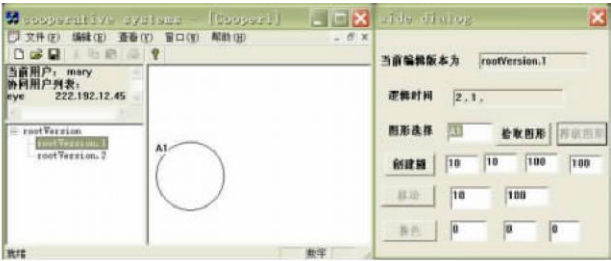 cooperative systems - [Cooper1]
文件(F) 编辑(E) 查看(V) 窗口(W) 帮助(H)
当前用户: mary
协同用户列表:
eye 222.192.12.45
rootVersion
rootVersion.1
rootVersion.2
A1
就绪
数字
side dialog
当前编辑版本为 rootVersion.1
逻辑时间 2,1,
图形选择 A1 拾取图形 释放图形
创建圆 10 10 100 100
移动 10 100
换色 0 0 0